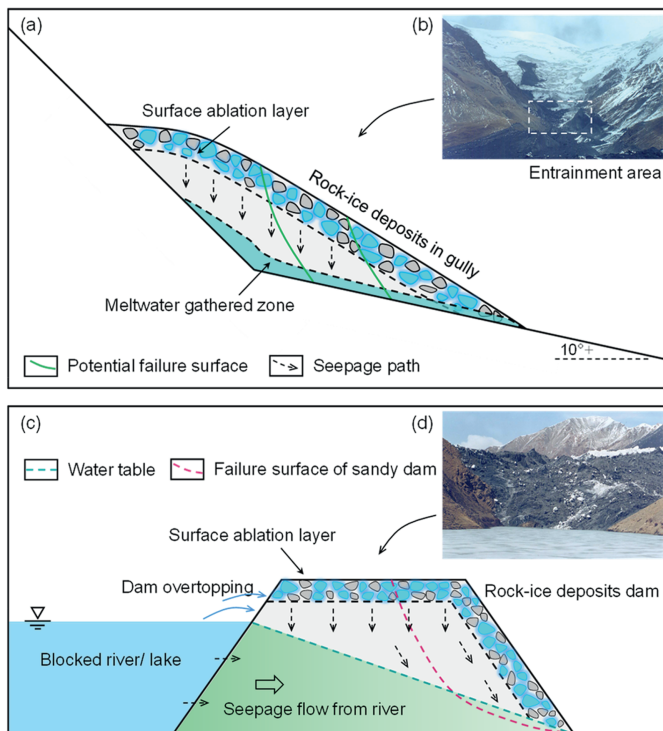 (a)
(b)
Surface ablation layer
Entrainment area
Rock-ice deposits in gully
Meltwater gathered zone
10°+
Potential failure surface
Seepage path
(c)
(d)
Water table
Failure surface of sandy dam
Surface ablation layer
Dam overtopping
Rock-ice deposits dam
Blocked river/ lake
Seepage flow from river